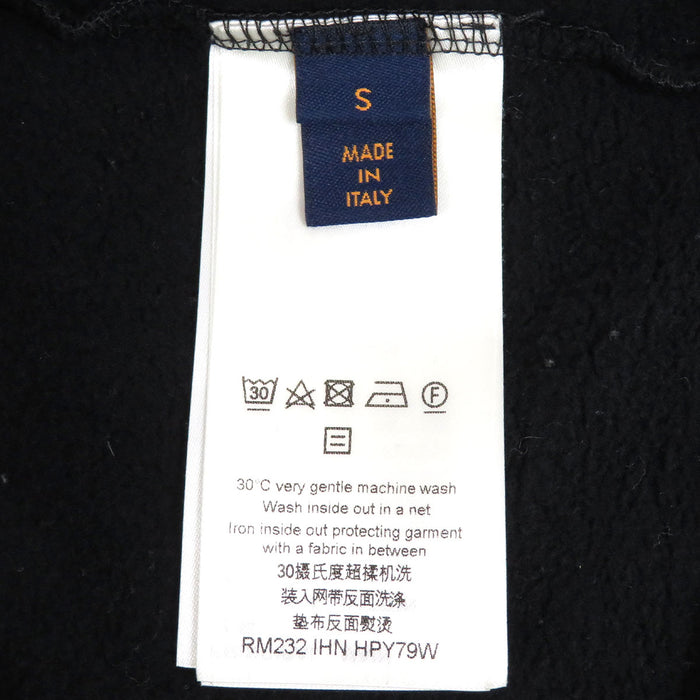 S
MADE
IN
ITALY
30
F
30°C very gentle machine wash
Wash inside out in a net
Iron inside out protecting garment
with a fabric in between
30摄氏度超揉机洗
装入网带反面洗涤
垫布反面熨烫
RM232 IHN HPY79W